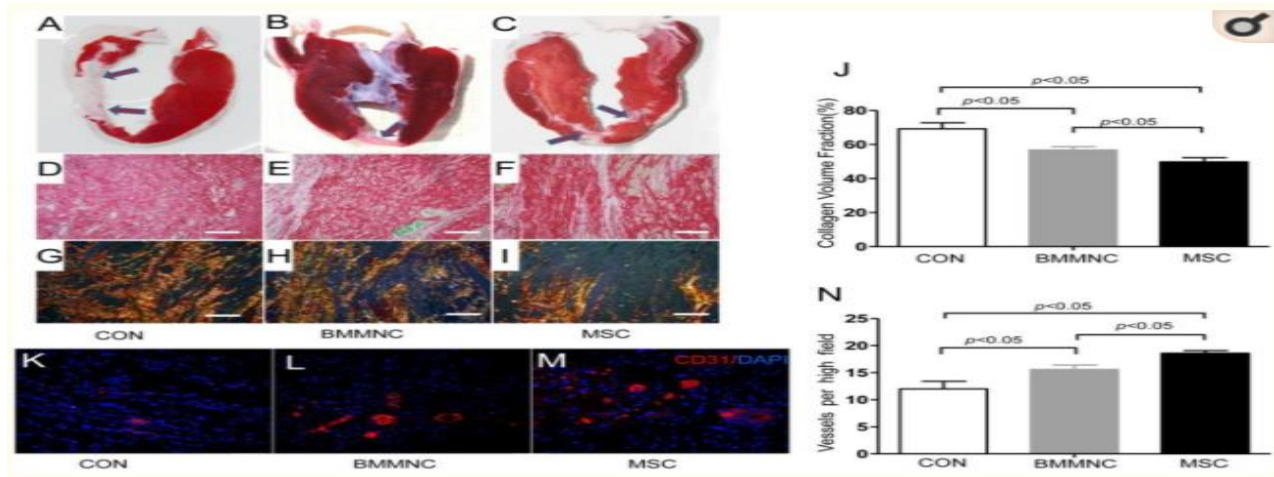 A
B
C
D
E
F
G
H
I
CON
BMMNC
MSC
K
L
M
CD31/DAPI
CON
BMMNC
MSC
J
p<0.05
p<0.05
p<0.05
Collagen Volume Fraction(%)
80
60
40
20
0
CON
BMMNC
MSC
N
p<0.05
p<0.05
p<0.05
Vessels per high field
25
20
15
10
5
0
CON
BMMNC
MSC